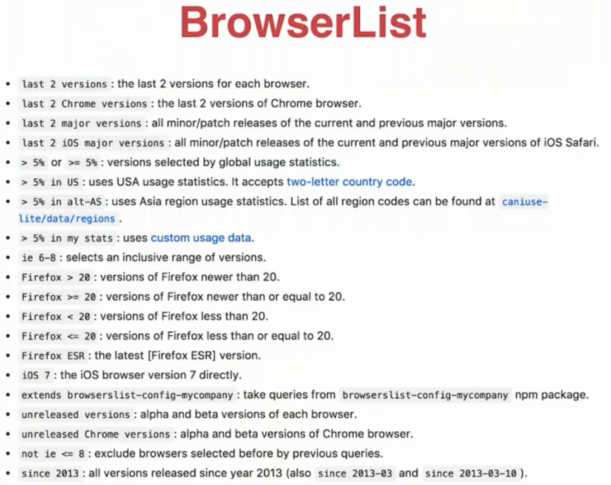 BrowserList
• last 2 versions : the last 2 versions for each browser.
• last 2 Chrome versions : the last 2 versions of Chrome browser.
• last 2 major versions : all minor/patch releases of the current and previous major versions.
• last 2 iOS major versions : all minor/patch releases of the current and previous major versions of iOS Safari.
• > 5% or >= 5% : versions selected by global usage statistics.
• > 5% in US : uses USA usage statistics. It accepts two-letter country code.
• > 5% in alt-AS : uses Asia region usage statistics. List of all region codes can be found at caniuse-
lite/data/regions .
• > 5% in my stats : uses custom usage data.
• ie 6-8 : selects an inclusive range of versions.
• Firefox > 20 : versions of Firefox newer than 20.
• Firefox >= 20 : versions of Firefox newer than or equal to 20.
• Firefox < 20 : versions of Firefox less than 20.
• Firefox <= 20 : versions of Firefox less than or equal to 20.
• Firefox ESR : the latest [Firefox ESR] version.
• iOS 7 : the iOS browser version 7 directly.
• extends browserslist-config-mycompany : take queries from browserslist-config-mycompany npm package.
• unreleased versions : alpha and beta versions of each browser.
• unreleased Chrome versions : alpha and beta versions of Chrome browser.
• not ie <= 8 : exclude browsers selected before by previous queries.
• since 2013 : all versions released since year 2013 (also since 2013-03 and since 2013-03-10 ).